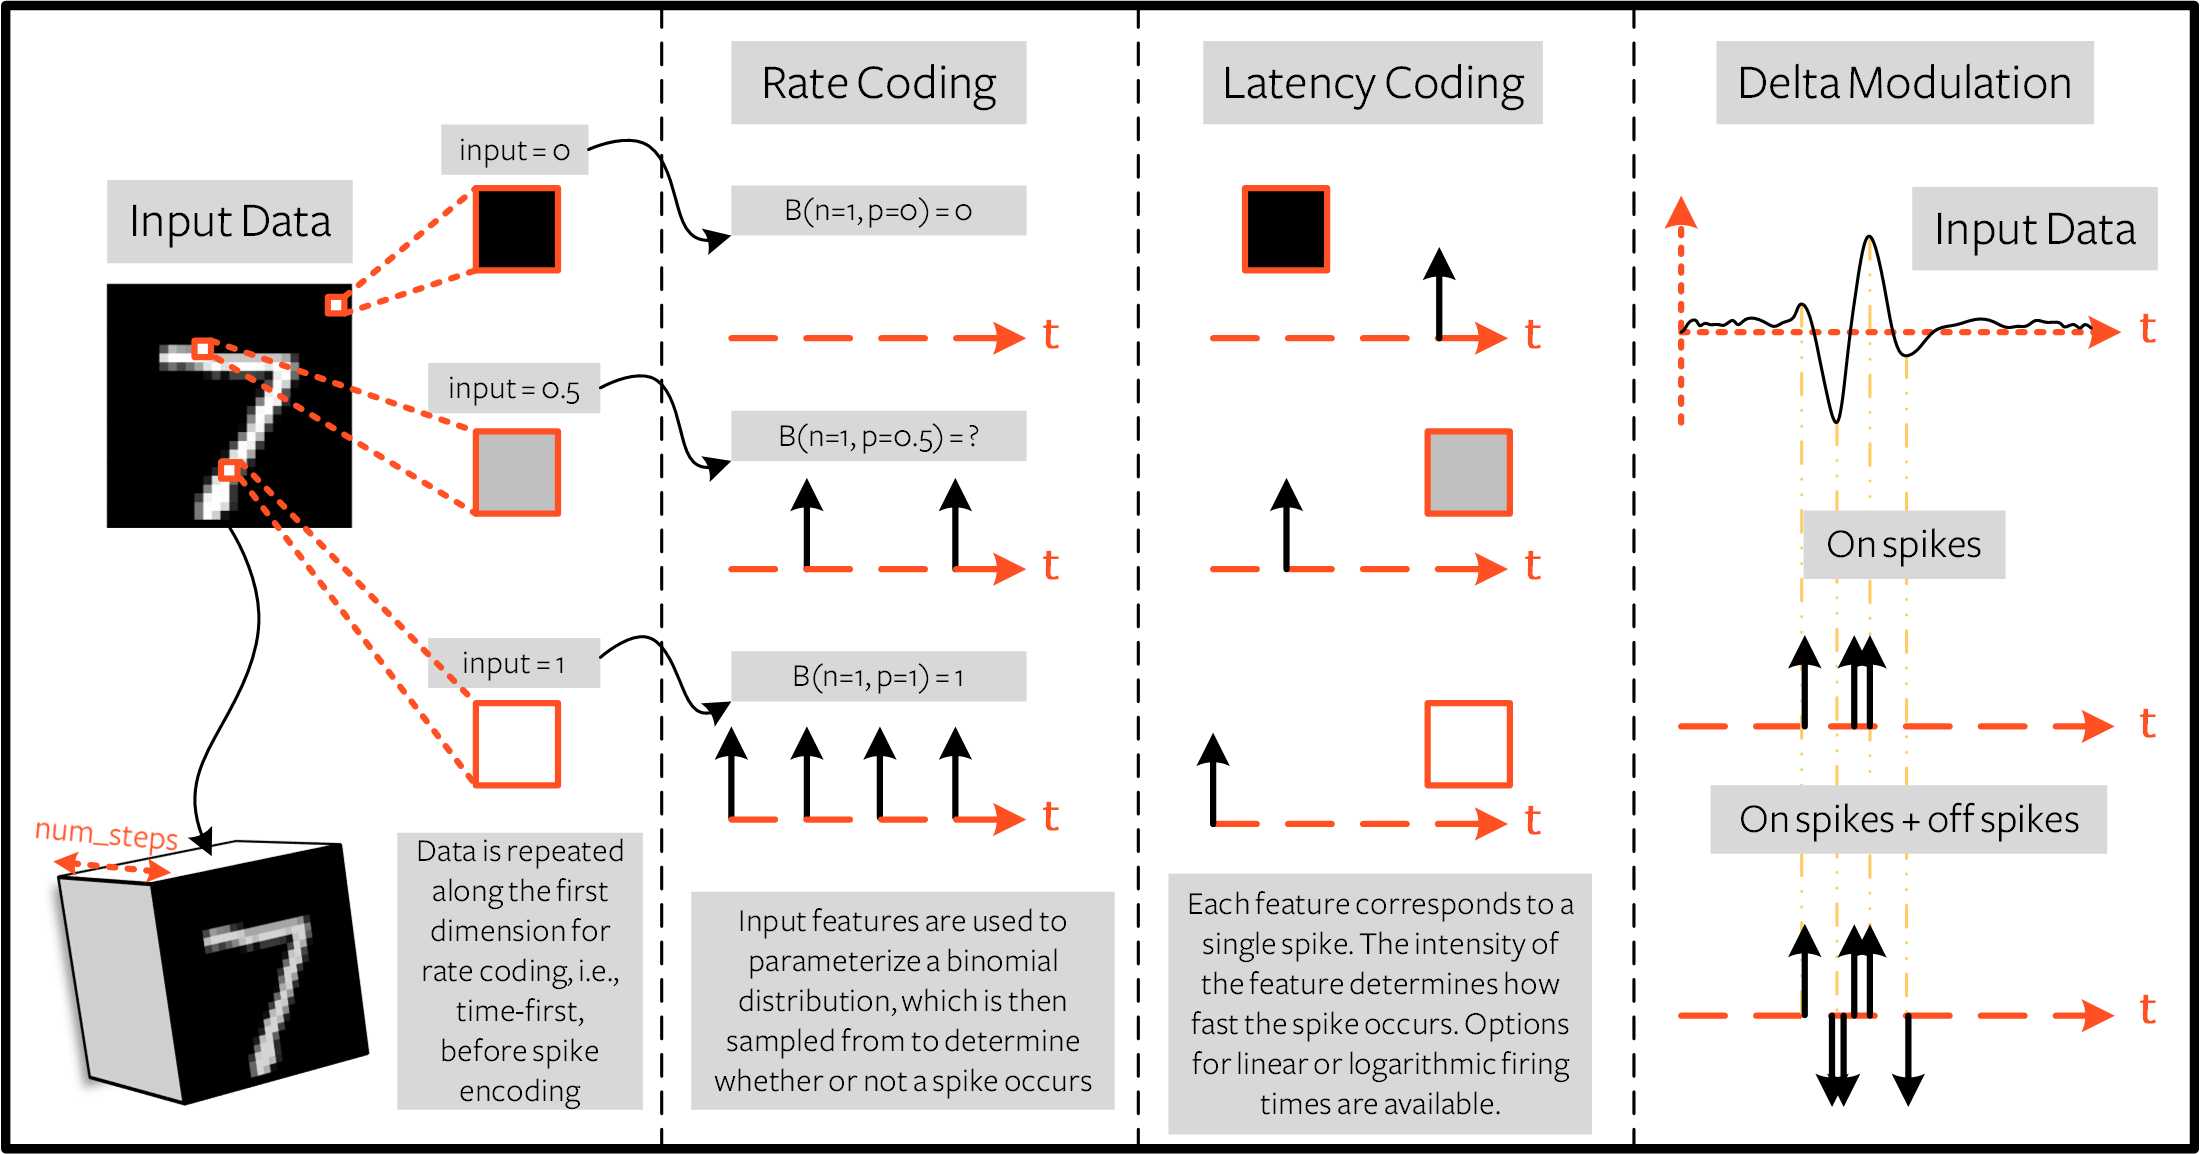 Input Data
input = 0
input = 0.5
input = 1
num_steps
Data is repeated
along the first
dimension for
rate coding, i.e.,
time-first,
before spike
encoding
Rate Coding
B(n=1, p=0) = 0
t
B(n=1, p=0.5) = ?
t
B(n=1, p=1) = 1
t
Input features are used to
parameterize a binomial
distribution, which is then
sampled from to determine
whether or not a spike occurs
Latency Coding
t
t
t
Each feature corresponds to a
single spike. The intensity of
the feature determines how
fast the spike occurs. Options
for linear or logarithmic firing
times are available.
Delta Modulation
Input Data
t
On spikes
t
On spikes + off spikes
t